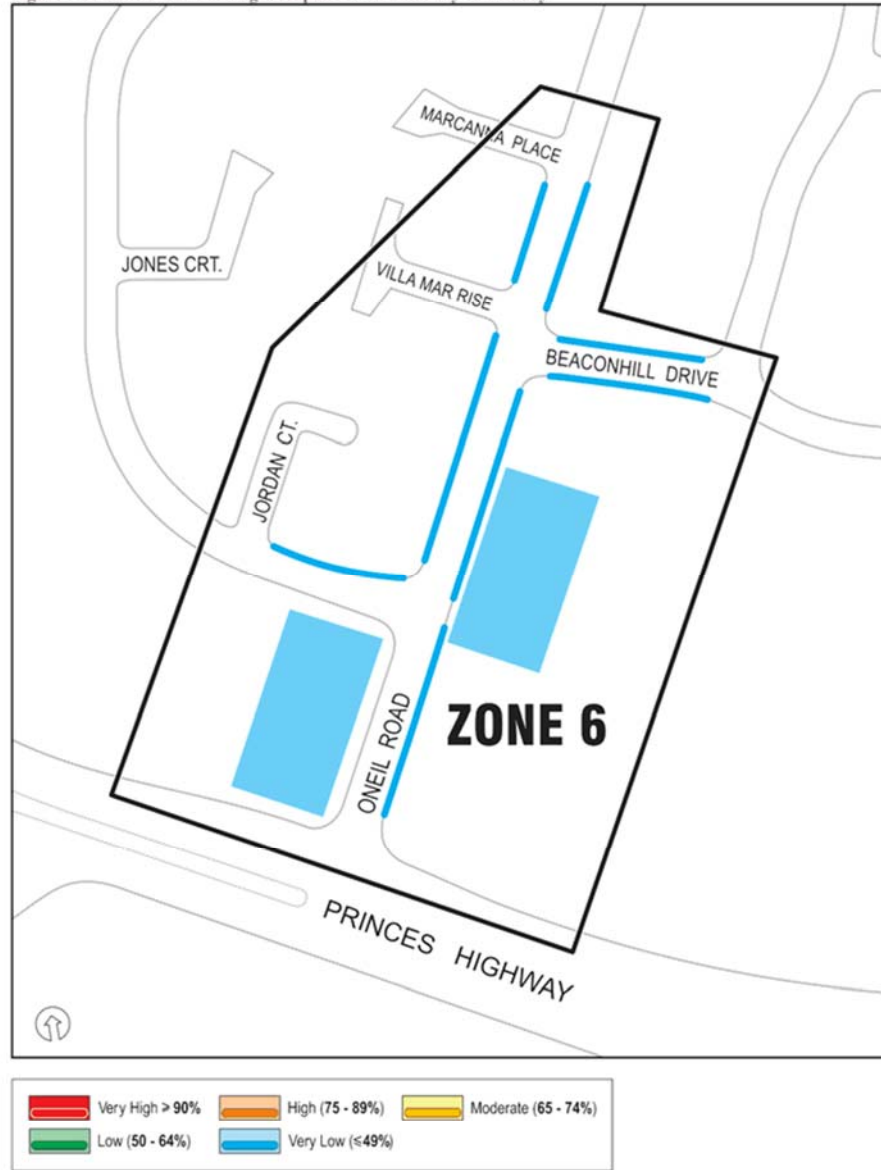 MARCANNA PLACE
JONES CRT.
VILLA MAR RISE
BEACONHILL DRIVE
JORDAN CT.
ZONE 6
ONEIL ROAD
PRINCES HIGHWAY
Very High > 90%
High (75 - 89%)
Moderate (65 - 74%)
Low (50 - 64%)
Very Low (≤49%)